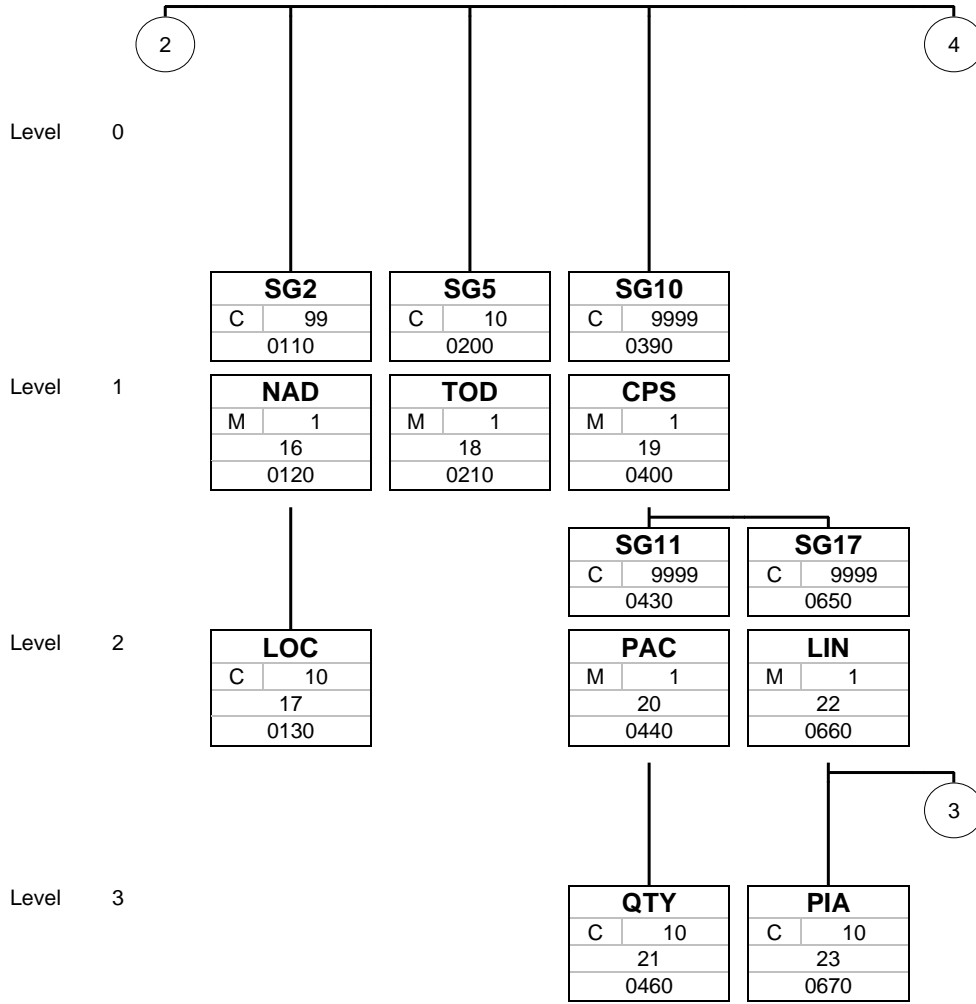 2 4
Level 0
SG2 SG5 SG10
C 99 C 10 C 9999
0110 0200 0390
Level 1
NAD TOD CPS
M 1 M 1 M 1
16 18 19
0120 0210 0400
SG11 SG17
C 9999 C 9999
0430 0650
Level 2
LOC PAC LIN
C 10 M 1 M 1
17 20 22
0130 0440 0660
3
Level 3
QTY PIA
C 10 C 10
21 23
0460 0670